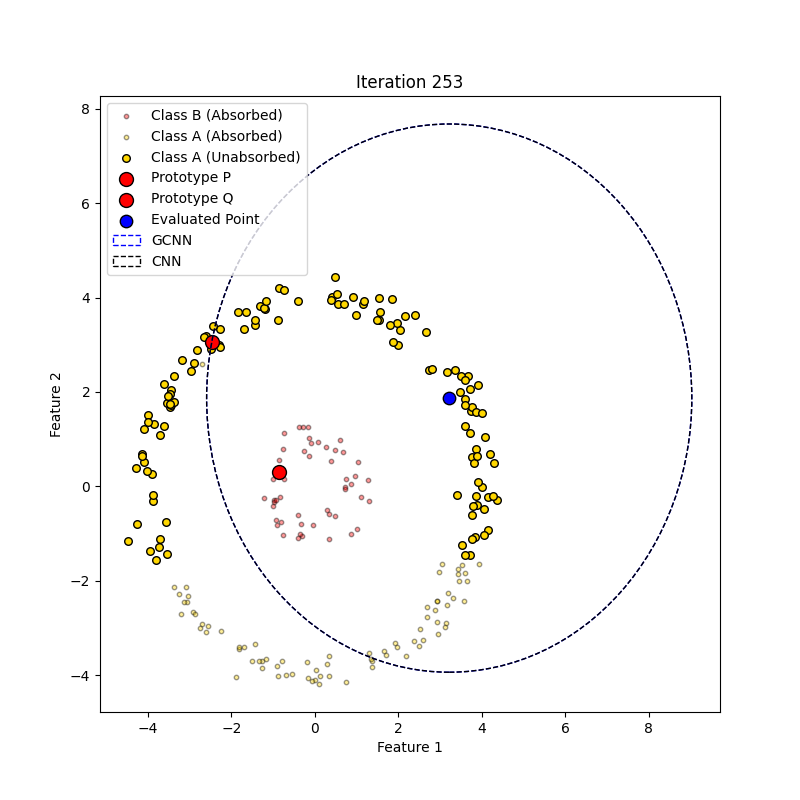 Iteration 253
Class B (Absorbed)
Class A (Absorbed)
Class A (Unabsorbed)
Prototype P
Prototype Q
Evaluated Point
GCNN
CNN
8
6
4
2
0
−2
−4
Feature 2
−4 −2 0 2 4 6 8
Feature 1